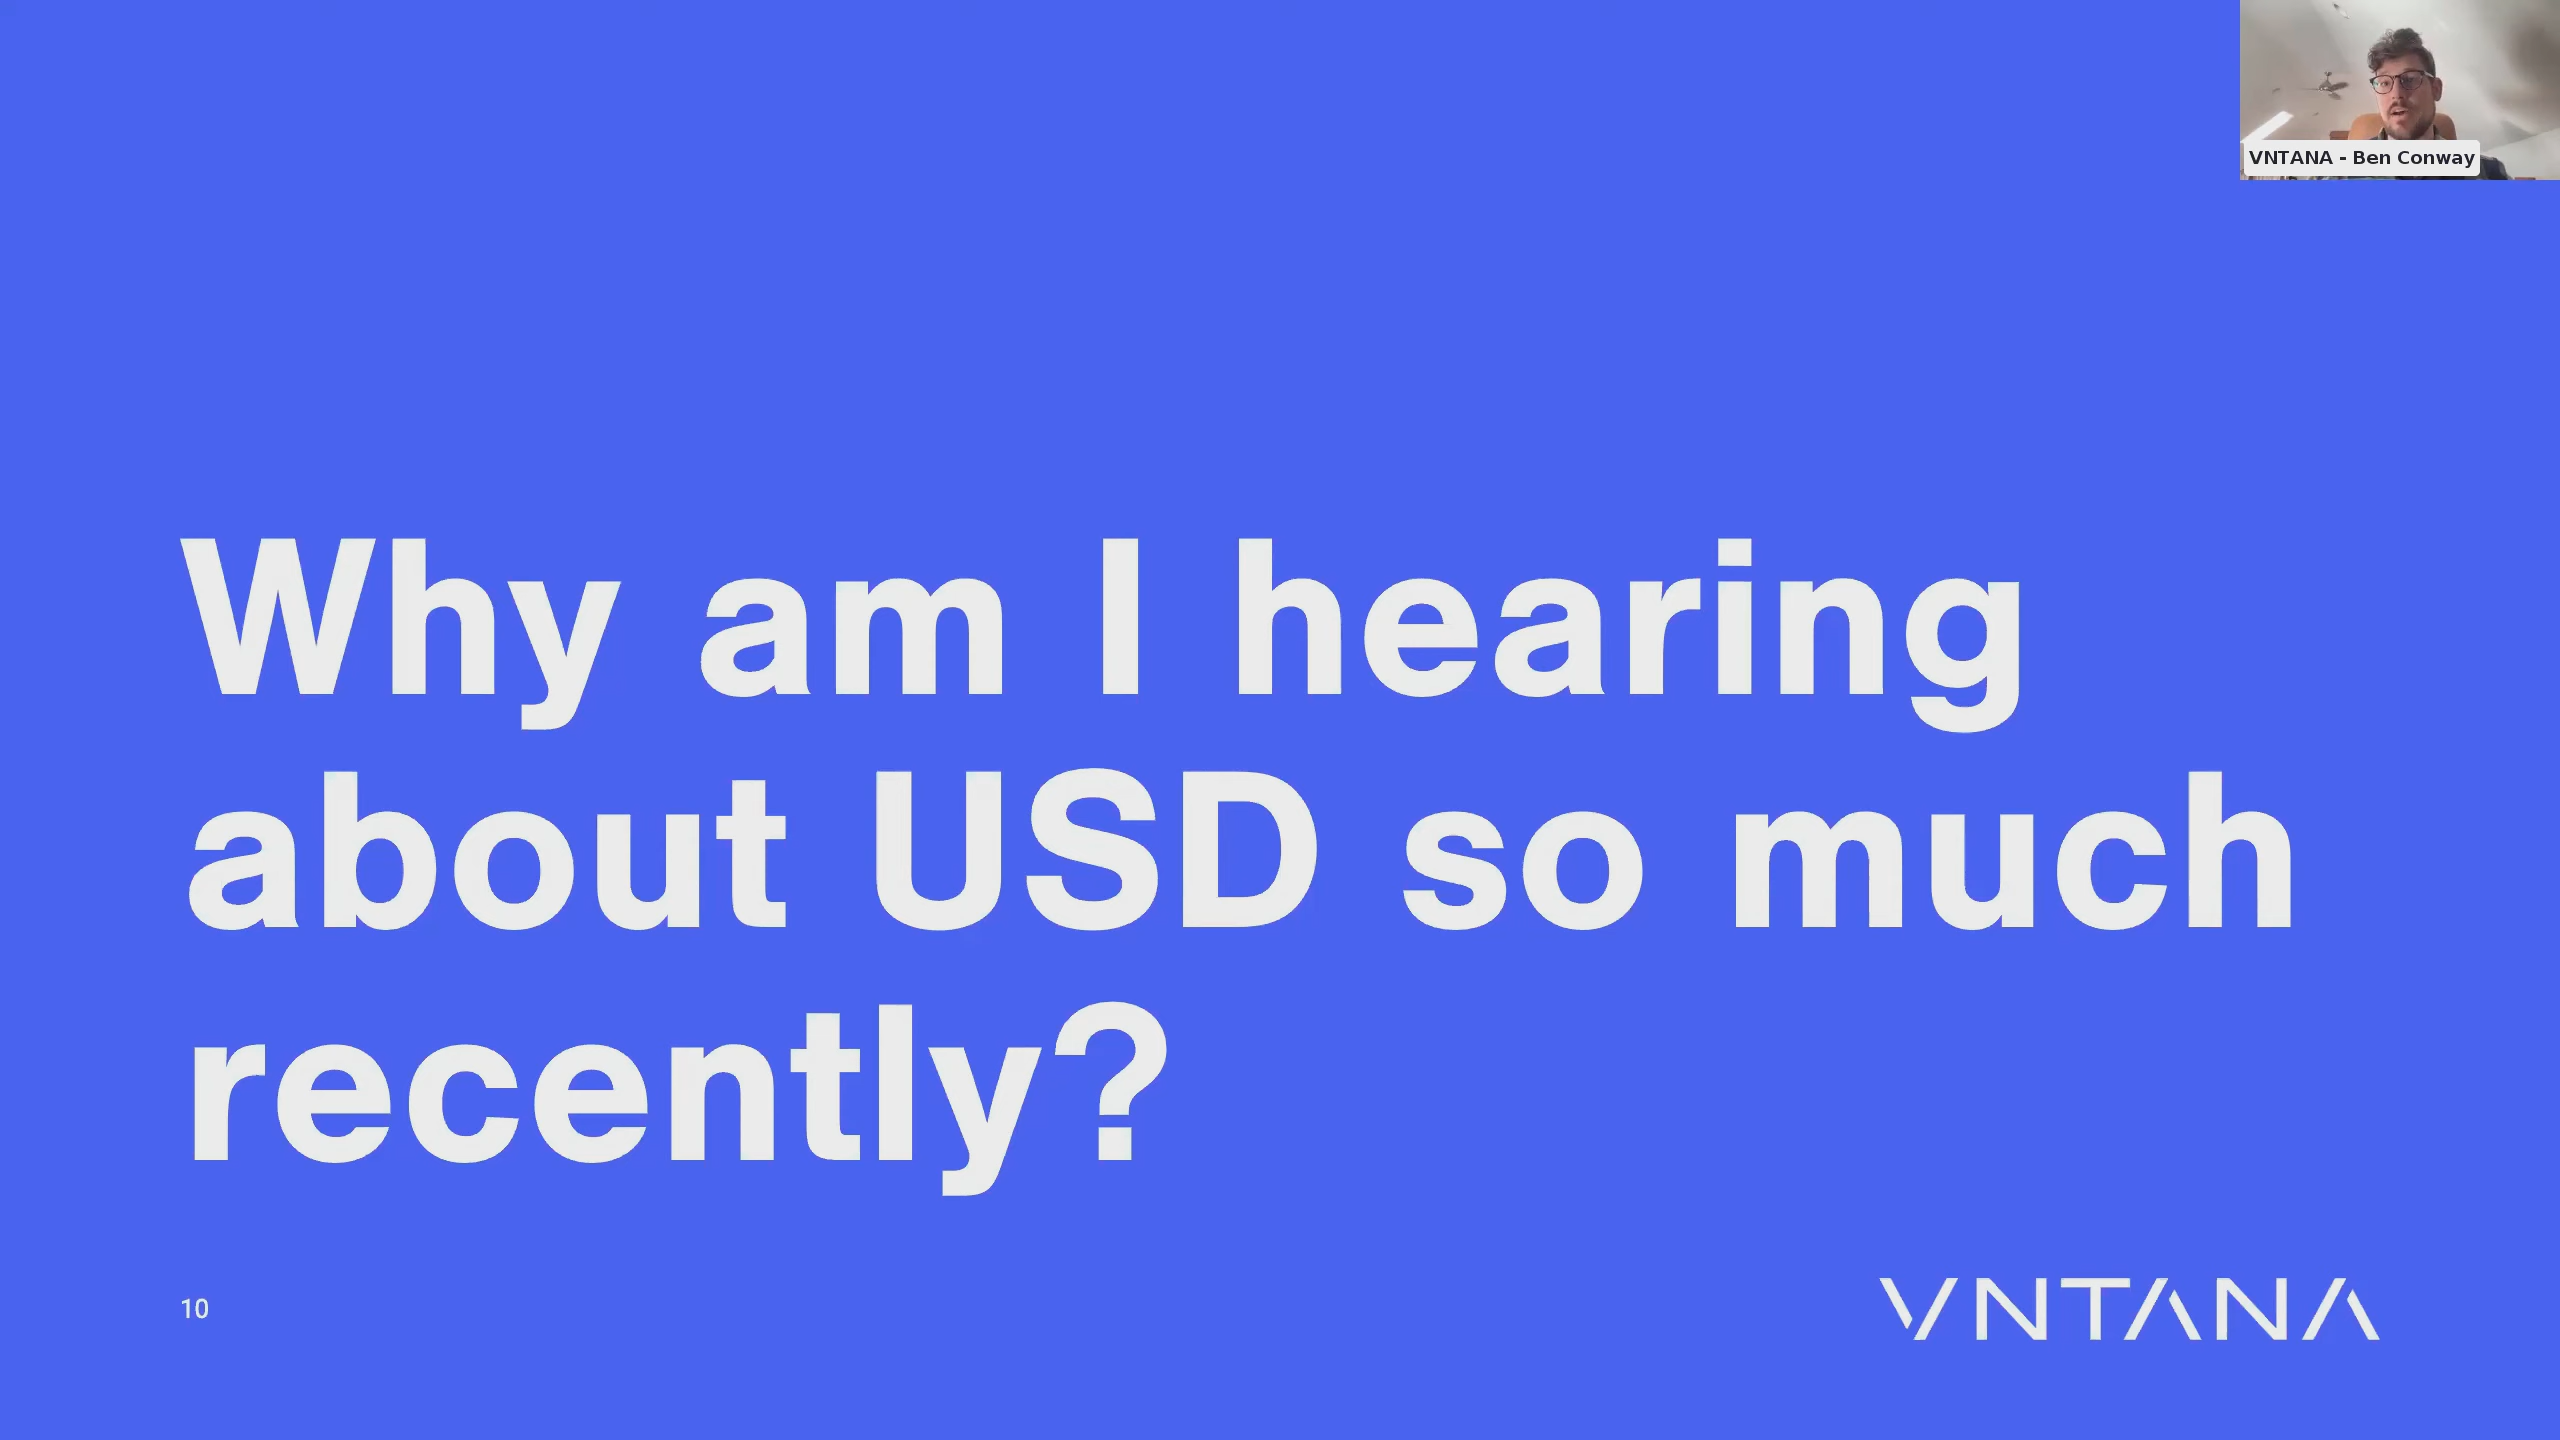 VNTANA - Ben Conway
Why am I hearing
about USD so much
recently?
10
VNTANA